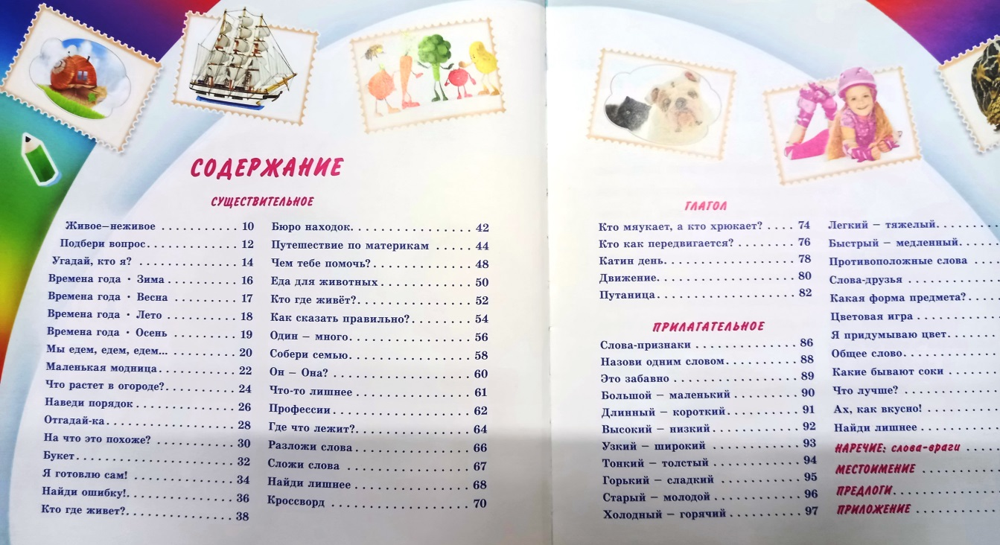 СОДЕРЖАНИЕ
СУЩЕСТВИТЕЛЬНОЕ
Живое–неживое . . . . . . . . . . . 10
Подбери вопрос. . . . . . . . . . . . 12
Угадай, кто я? . . . . . . . . . . . . 14
Времена года · Зима . . . . . . . . . 16
Времена года · Весна . . . . . . . . 17
Времена года · Лето . . . . . . . . . 18
Времена года · Осень . . . . . . . . 19
Мы едем, едем, едем... . . . . . . . . 20
Маленькая модница. . . . . . . . . . 22
Что растет в огороде?. . . . . . . . . 24
Наведи порядок . . . . . . . . . . . . 26
Отгадай-ка. . . . . . . . . . . . . . . 28
На что это похоже? . . . . . . . . . . 30
Букет. . . . . . . . . . . . . . . . . . 32
Я готовлю сам! . . . . . . . . . . . . 34
Найди ошибку!. . . . . . . . . . . . . 36
Кто где живет?. . . . . . . . . . . . . 38
Бюро находок. . . . . . . . . . . . . . 42
Путешествие по материкам . . . . . 44
Чем тебе помочь?. . . . . . . . . . . . 48
Еда для животных . . . . . . . . . . . 50
Кто где живёт?. . . . . . . . . . . . . 52
Как сказать правильно?. . . . . . . . 54
Один – много. . . . . . . . . . . . . . 56
Собери семью. . . . . . . . . . . . . . 58
Он – Она?. . . . . . . . . . . . . . . . 60
Что-то лишнее . . . . . . . . . . . . . 61
Профессии. . . . . . . . . . . . . . . . 62
Где что лежит?. . . . . . . . . . . . . 64
Разложи слова . . . . . . . . . . . . . 66
Сложи слова . . . . . . . . . . . . . . 67
Найди лишнее . . . . . . . . . . . . . 68
Кроссворд . . . . . . . . . . . . . . . . 70
ГЛАГОЛ
Кто мяукает, а кто хрюкает? . . . . 74
Кто как передвигается? . . . . . . . . 76
Катин день. . . . . . . . . . . . . . . . 78
Движение. . . . . . . . . . . . . . . . . 80
Путаница. . . . . . . . . . . . . . . . . 82
ПРИЛАГАТЕЛЬНОЕ
Слова-признаки . . . . . . . . . . . . . 86
Назови одним словом. . . . . . . . . . 88
Это забавно . . . . . . . . . . . . . . . 89
Большой – маленький . . . . . . . . . 90
Длинный – короткий. . . . . . . . . . 91
Высокий – низкий. . . . . . . . . . . . 92
Узкий – широкий . . . . . . . . . . . . 93
Тонкий – толстый . . . . . . . . . . . 94
Горький – сладкий . . . . . . . . . . . 95
Старый – молодой . . . . . . . . . . . 96
Холодный – горячий . . . . . . . . . . 97
Легкий – тяжелый. . . . . . . .
Быстрый – медленный. . . . .
Противоположные слова . . .
Слова-друзья . . . . . . . . . . .
Какая форма предмета?. . . .
Цветовая игра . . . . . . . . . .
Я придумываю цвет. . . . . . .
Общее слово. . . . . . . . . . . .
Какие бывают соки . . . . . . .
Что лучше? . . . . . . . . . . . .
Ах, как вкусно! . . . . . . . . .
Найди лишнее . . . . . . . . . .
НАРЕЧИЕ: слова-враги . . . .
МЕСТОИМЕНИЕ . . . . . . . . .
ПРЕДЛОГИ. . . . . . . . . . . . .
ПРИЛОЖЕНИЕ . . . . . . . . . .